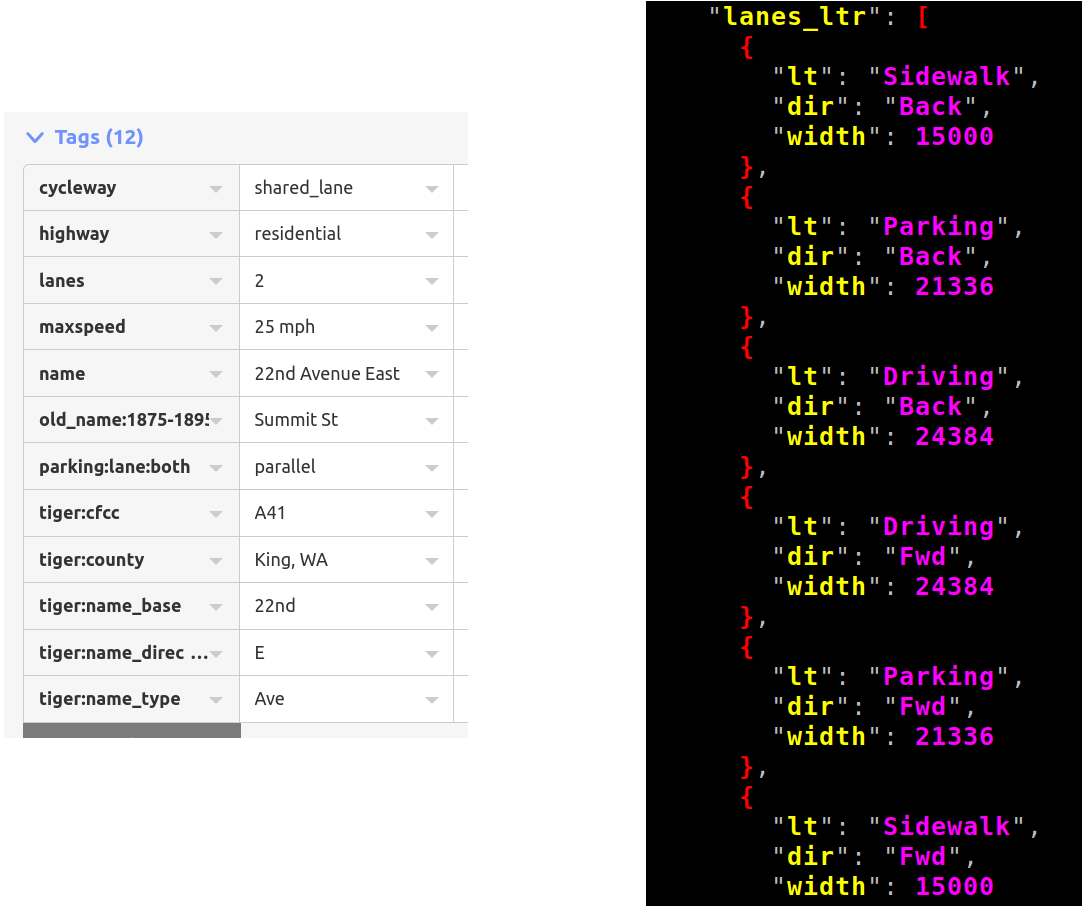 Tags (12)
cycleway shared_lane
highway residential
lanes 2
maxspeed 25 mph
name 22nd Avenue East
old_name:1875-1895 Summit St
parking:lane:both parallel
tiger:cfcc A41
tiger:county King, WA
tiger:name_base 22nd
tiger:name_direc ... E
tiger:name_type Ave
"lanes_ltr": [
{
"lt": "Sidewalk",
"dir": "Back",
"width": 15000
},
{
"lt": "Parking",
"dir": "Back",
"width": 21336
},
{
"lt": "Driving",
"dir": "Back",
"width": 24384
},
{
"lt": "Driving",
"dir": "Fwd",
"width": 24384
},
{
"lt": "Parking",
"dir": "Fwd",
"width": 21336
},
{
"lt": "Sidewalk",
"dir": "Fwd",
"width": 15000